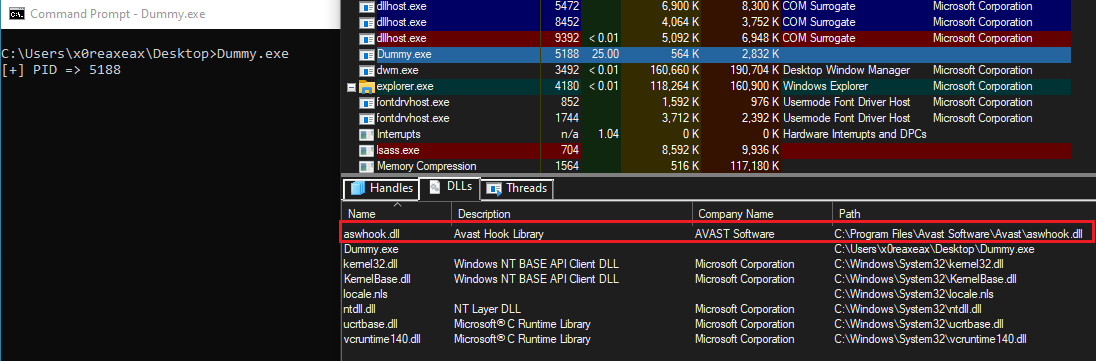 Command Prompt - Dummy.exe
C:\Users\x0reaxeax\Desktop>Dummy.exe
[+] PID => 5188
dllhost.exe 5472 6,900 K 8,300 K COM Surrogate Microsoft Corporation
dllhost.exe 8452 4,064 K 3,752 K COM Surrogate Microsoft Corporation
dllhost.exe 9392 < 0.01 5,092 K 6,948 K COM Surrogate Microsoft Corporation
Dummy.exe 5188 25.00 564 K 2,832 K
dwm.exe 3492 < 0.01 160,660 K 190,704 K Desktop Window Manager Microsoft Corporation
explorer.exe 4180 < 0.01 118,264 K 160,900 K Windows Explorer Microsoft Corporation
fontdrvhost.exe 852 1,592 K 976 K Usermode Font Driver Host Microsoft Corporation
fontdrvhost.exe 1744 3,712 K 2,392 K Usermode Font Driver Host Microsoft Corporation
Interrupts n/a 1.04 0 K 0 K Hardware Interrupts and DPCs
lsass.exe 704 8,592 K 9,936 K
Memory Compression 1564 516 K 117,180 K
Handles DLLs Threads
Name Description Company Name Path
aswhook.dll Avast Hook Library AVAST Software C:\Program Files\Avast Software\Avast\aswhook.dll
Dummy.exe C:\Users\x0reaxeax\Desktop\Dummy.exe
kernel32.dll Windows NT BASE API Client DLL Microsoft Corporation C:\Windows\System32\kernel32.dll
KernelBase.dll Windows NT BASE API Client DLL Microsoft Corporation C:\Windows\System32\KernelBase.dll
locale.nls C:\Windows\System32\locale.nls
ntdll.dll NT Layer DLL Microsoft Corporation C:\Windows\System32\ntdll.dll
ucrtbase.dll Microsoft® C Runtime Library Microsoft Corporation C:\Windows\System32\ucrtbase.dll
vcruntime140.dll Microsoft® C Runtime Library Microsoft Corporation C:\Windows\System32\vcruntime140.dll